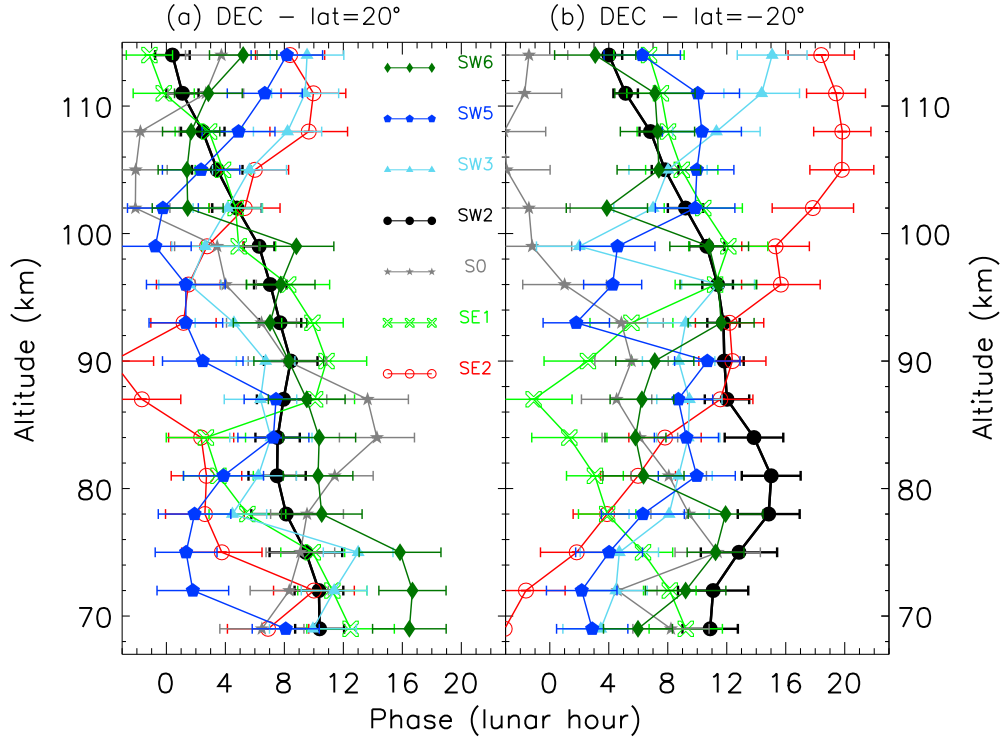 (a) DEC – lat=20°
(b) DEC – lat=–20°
Altitude (km)
110
100
90
80
70
SW6
SW5
SW3
SW2
S0
SE1
SE2
110
100
90
80
70
Altitude (km)
0 4 8 12 16 20
0 4 8 12 16 20
Phase (lunar hour)